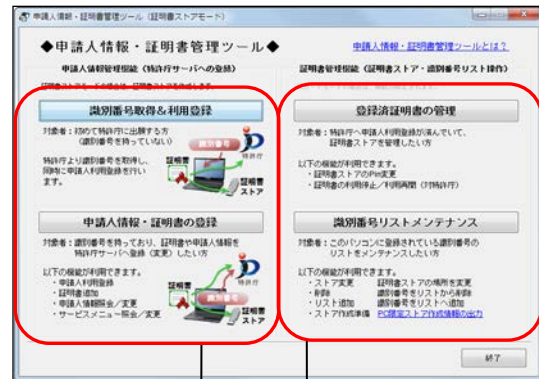 申請人情報・証明書管理ツール (証明書ストアモード)
◆申請人情報・証明書管理ツール◆
申請人情報・証明書管理ツールとは？
申請人情報管理機能 (特許庁サーバへの登録)
証明書管理機能 (証明書ストア・識別番号リスト操作)
識別番号取得＆利用登録
対象者：初めて特許庁に出願する方
(識別番号を持っていない)
特許庁より識別番号を取得し、
同時に申請人利用登録を行い
ます。
識別番号
特許庁
証明書
証明書
ストア
登録済証明書の管理
対象者：特許庁へ申請人利用登録が済んでいて、
証明書ストアを管理したい方
以下の機能が利用できます。
・証明書ストアのPin変更
・証明書の利用停止／利用再開 (対特許庁)
申請人情報・証明書の登録
対象者：識別番号を持っており、証明書や申請人情報を
特許庁サーバへ登録 (変更) したい方
以下の機能が利用できます。
・申請人利用登録
・証明書追加
・申請人情報照会／変更
・サービスメニュー照会／変更
証明書
特許庁
識別番号
証明書
ストア
識別番号リストメンテナンス
対象者：このパソコンに登録されている識別番号の
リストをメンテナンスしたい方
以下の機能が利用できます。
・ストア変更 証明書ストアの場所を変更
・削除 識別番号をリストから削除
・リスト追加 識別番号をリストへ追加
・ストア作成準備 PC限定ストア作成情報の出力
終了